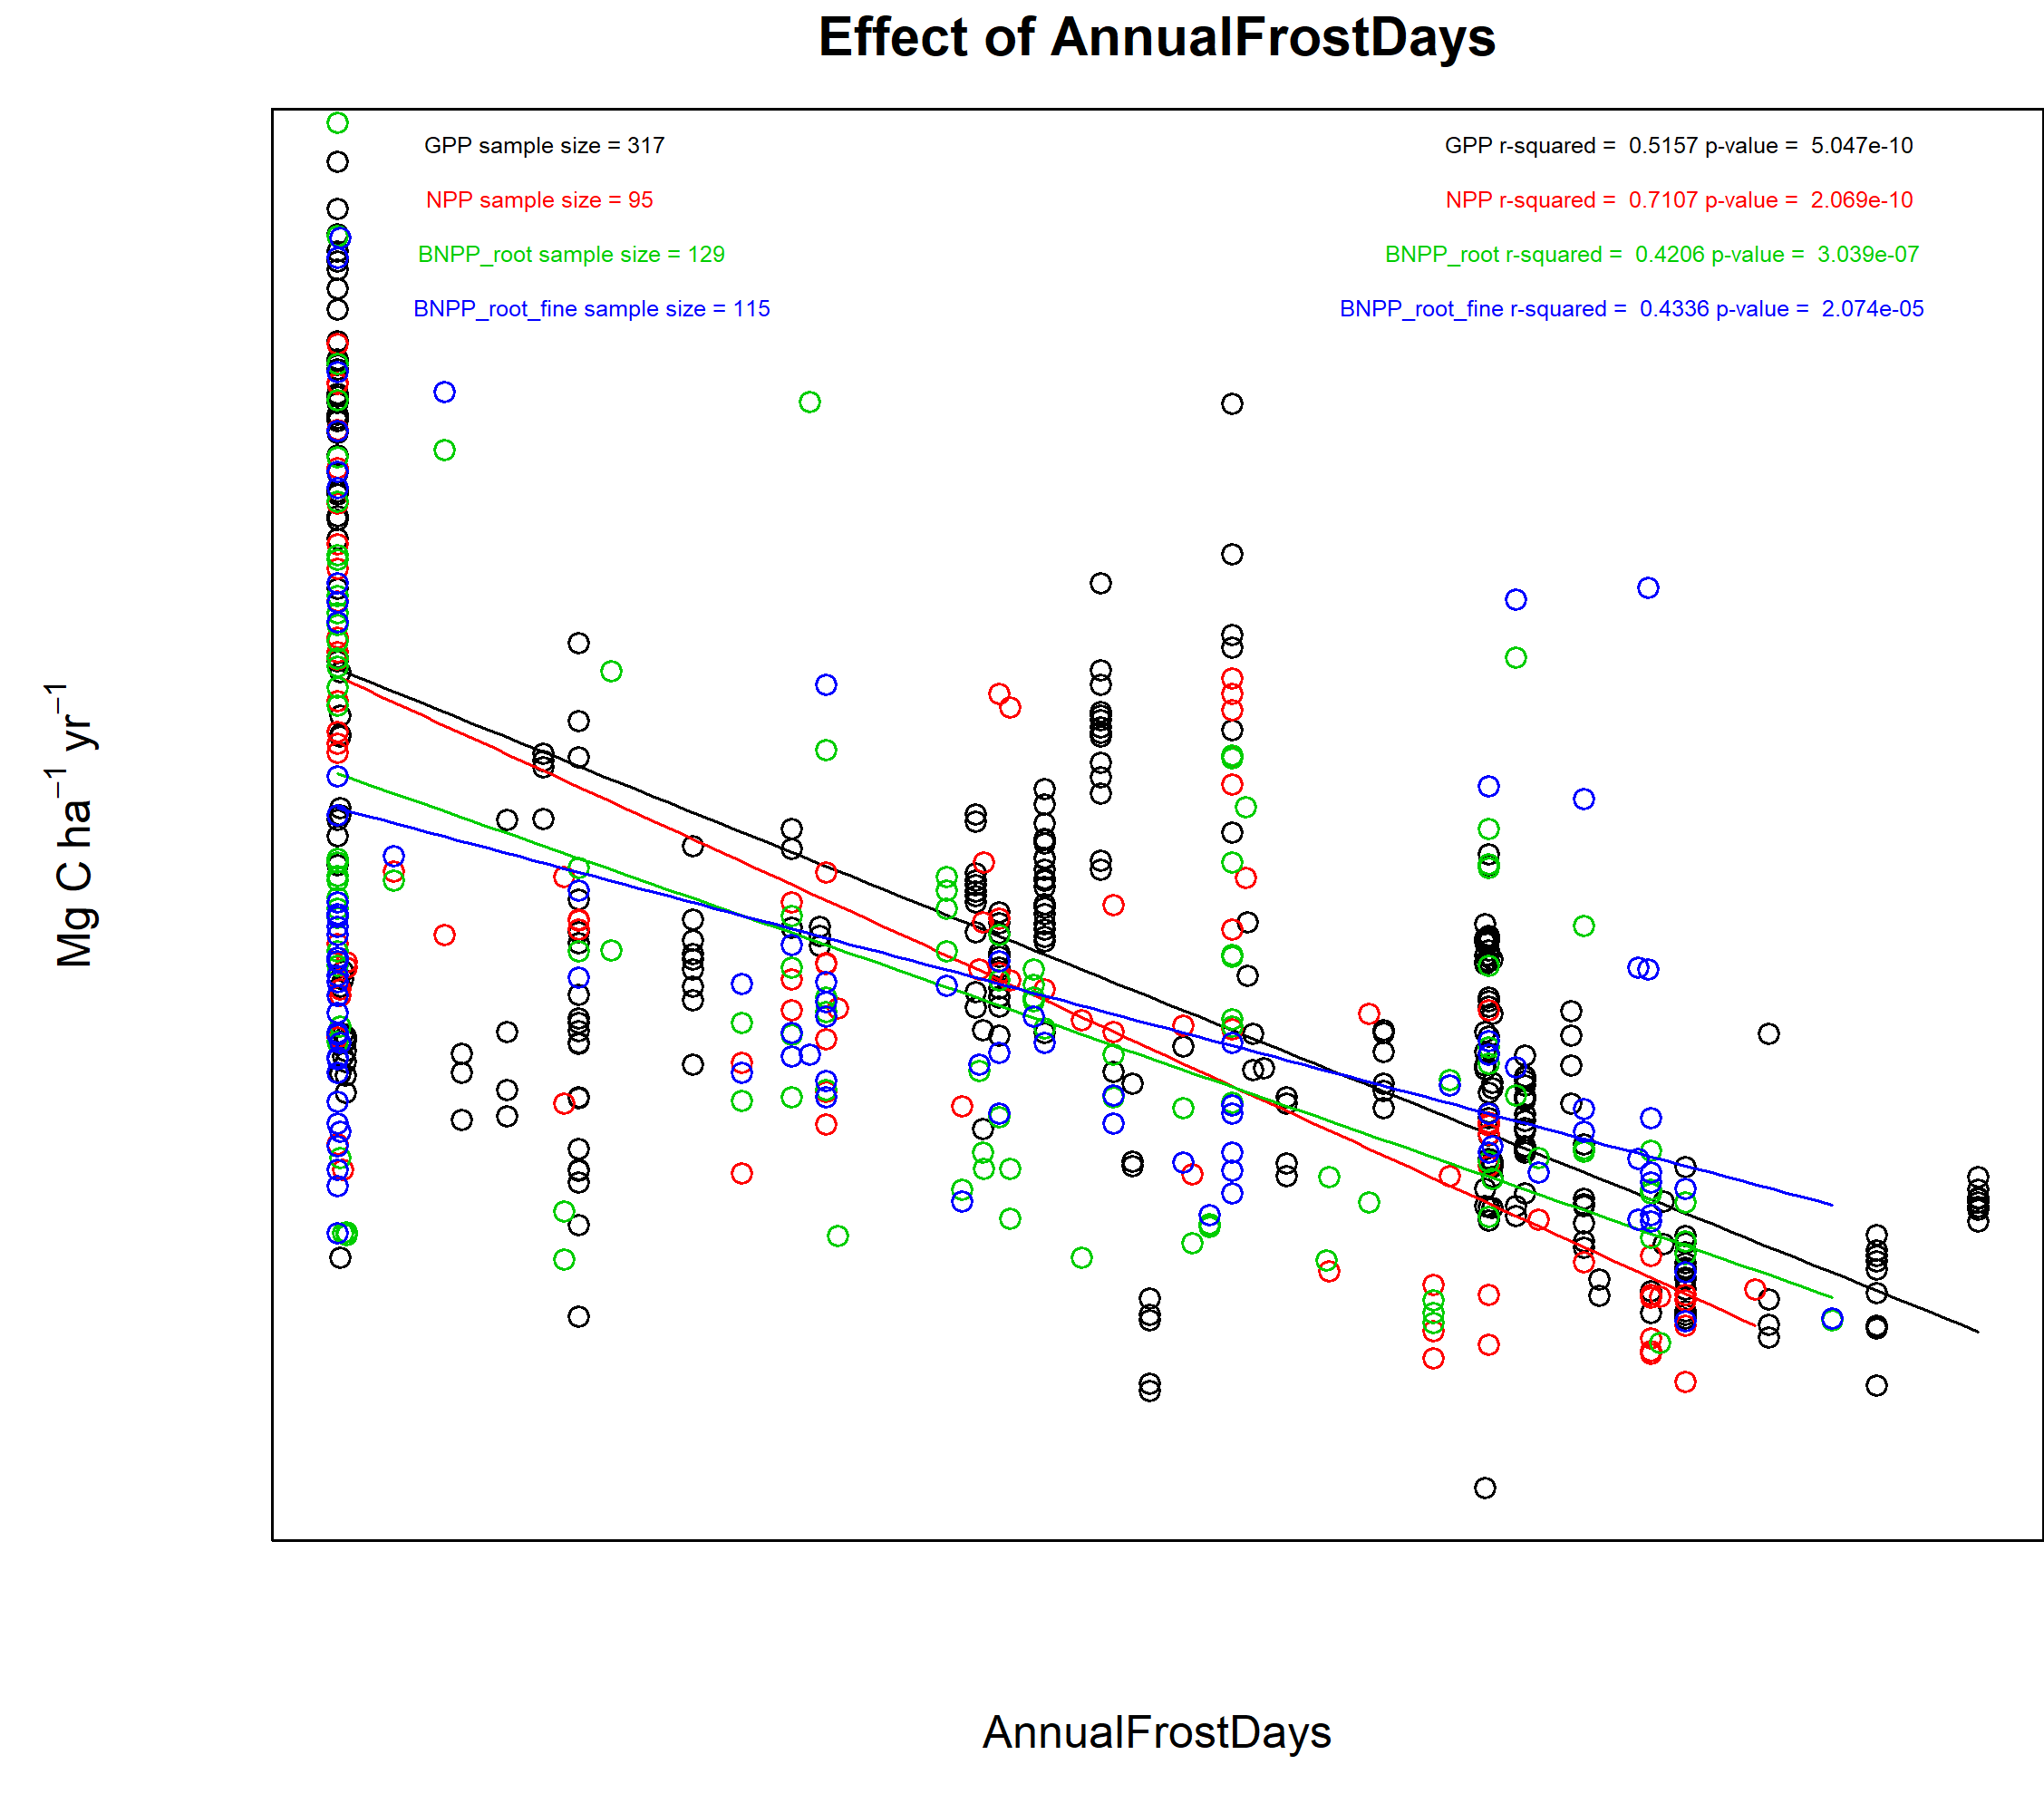 Effect of AnnualFrostDays
GPP sample size = 317
GPP r-squared = 0.5157 p-value = 5.047e-10
NPP sample size = 95
NPP r-squared = 0.7107 p-value = 2.069e-10
BNPP_root sample size = 129
BNPP_root r-squared = 0.4206 p-value = 3.039e-07
BNPP_root_fine sample size = 115
BNPP_root_fine r-squared = 0.4336 p-value = 2.074e-05
Mg C ha⁻¹ yr⁻¹
AnnualFrostDays